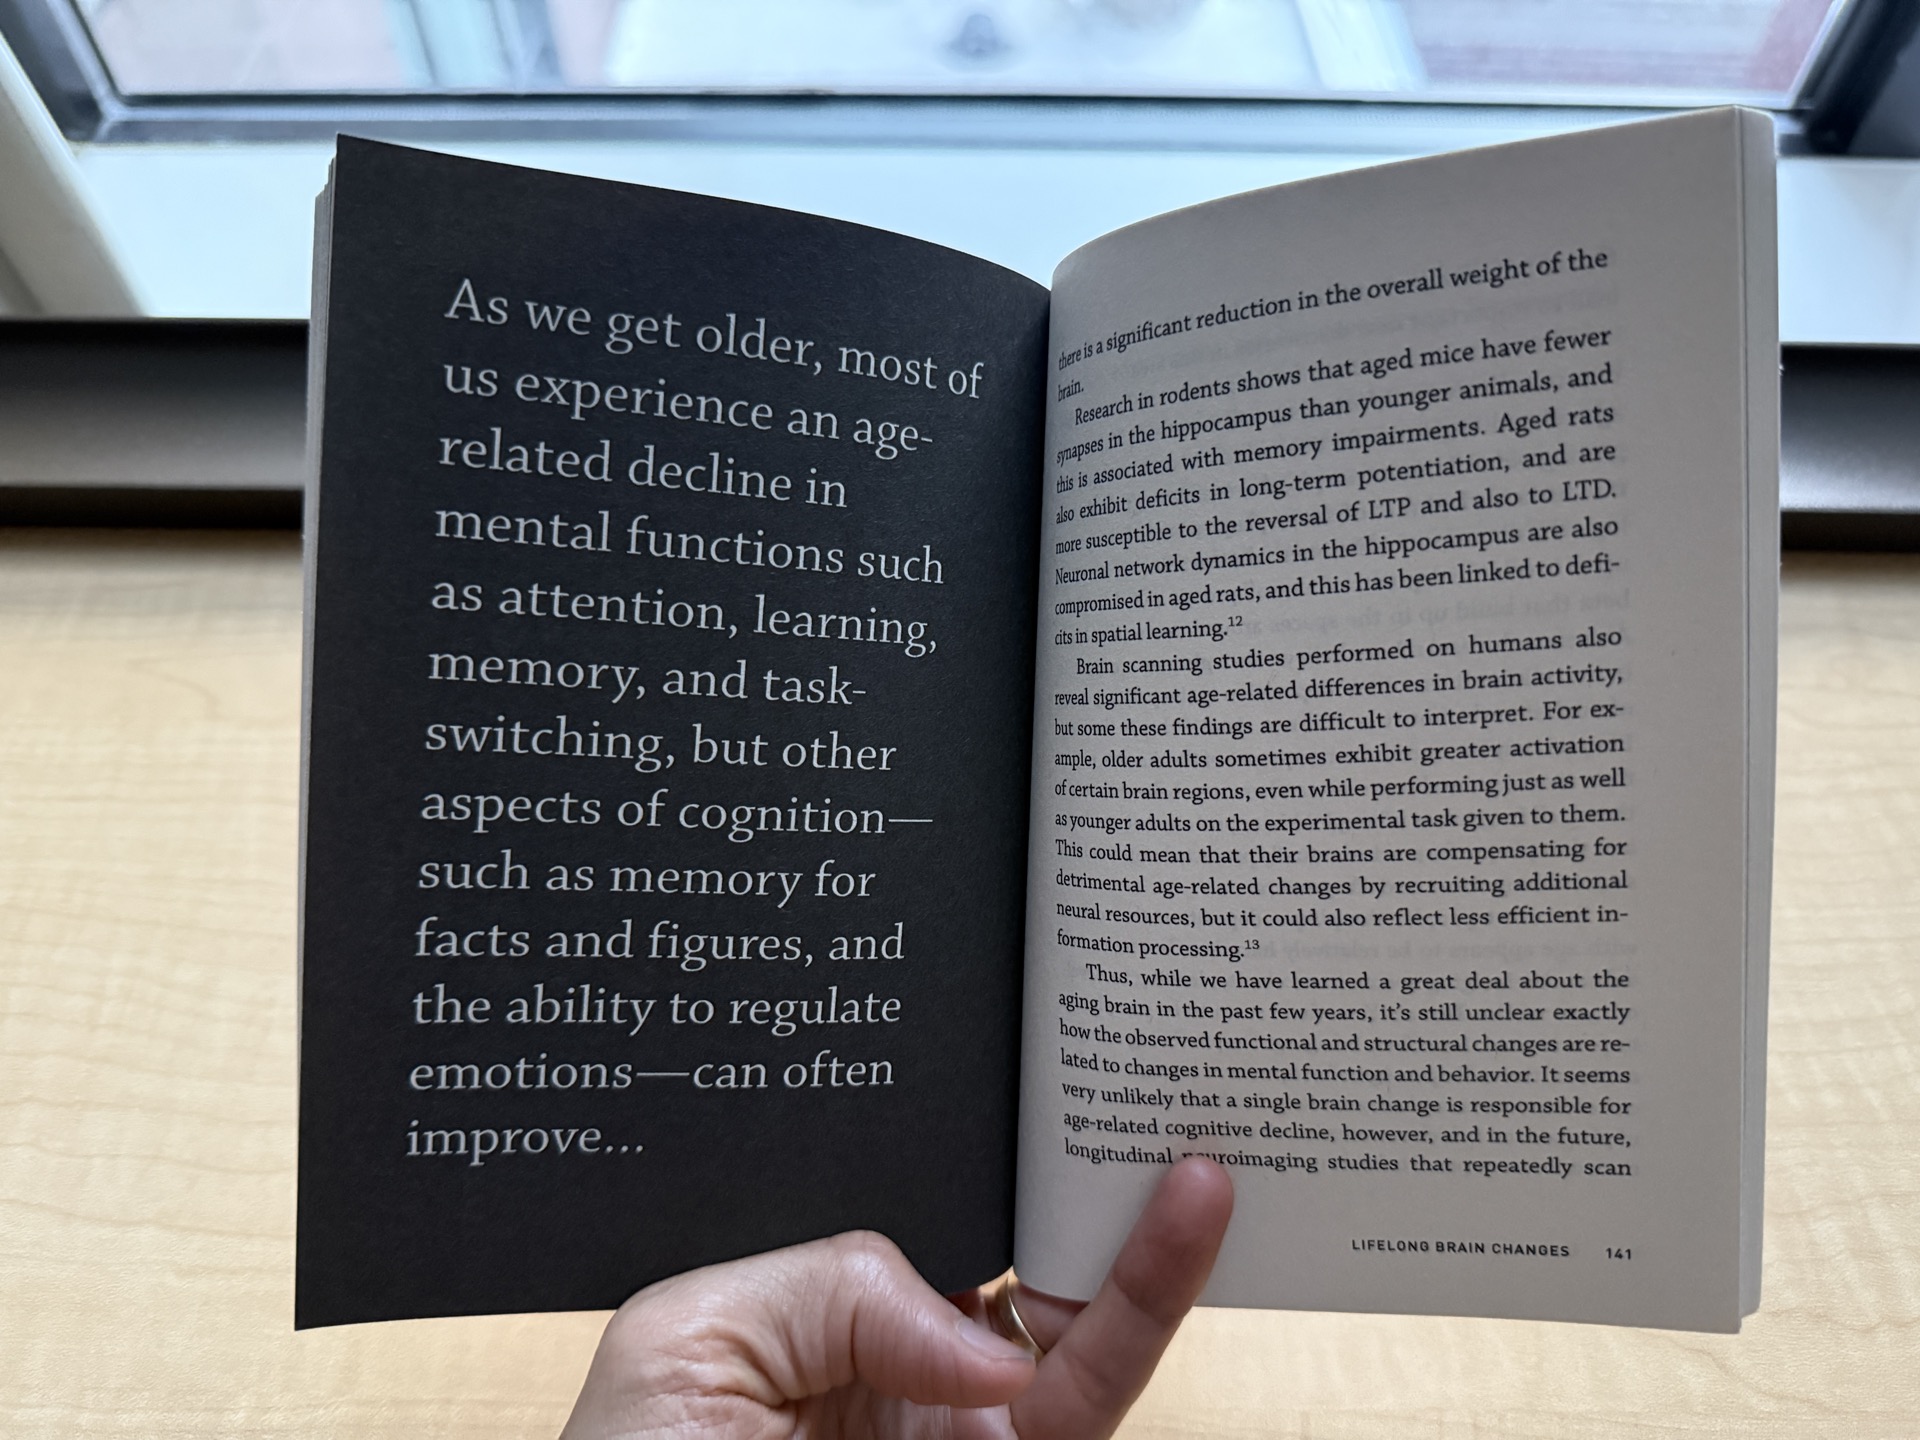 As we get older, most of
us experience an age-
related decline in
mental functions such
as attention, learning,
memory, and task-
switching, but other
aspects of cognition—
such as memory for
facts and figures, and
the ability to regulate
emotions—can often
improve...
there is a significant reduction in the overall weight of the
brain.
Research in rodents shows that aged mice have fewer
synapses in the hippocampus than younger animals, and
this is associated with memory impairments. Aged rats
also exhibit deficits in long-term potentiation, and are
more susceptible to the reversal of LTP and also to LTD.
Neuronal network dynamics in the hippocampus are also
compromised in aged rats, and this has been linked to defi-
cits in spatial learning.¹²
Brain scanning studies performed on humans also
reveal significant age-related differences in brain activity,
but some these findings are difficult to interpret. For ex-
ample, older adults sometimes exhibit greater activation
of certain brain regions, even while performing just as well
as younger adults on the experimental task given to them.
This could mean that their brains are compensating for
detrimental age-related changes by recruiting additional
neural resources, but it could also reflect less efficient in-
formation processing.¹³
Thus, while we have learned a great deal about the
aging brain in the past few years, it's still unclear exactly
how the observed functional and structural changes are re-
lated to changes in mental function and behavior. It seems
very unlikely that a single brain change is responsible for
age-related cognitive decline, however, and in the future,
longitudinal neuroimaging studies that repeatedly scan
LIFELONG BRAIN CHANGES 141